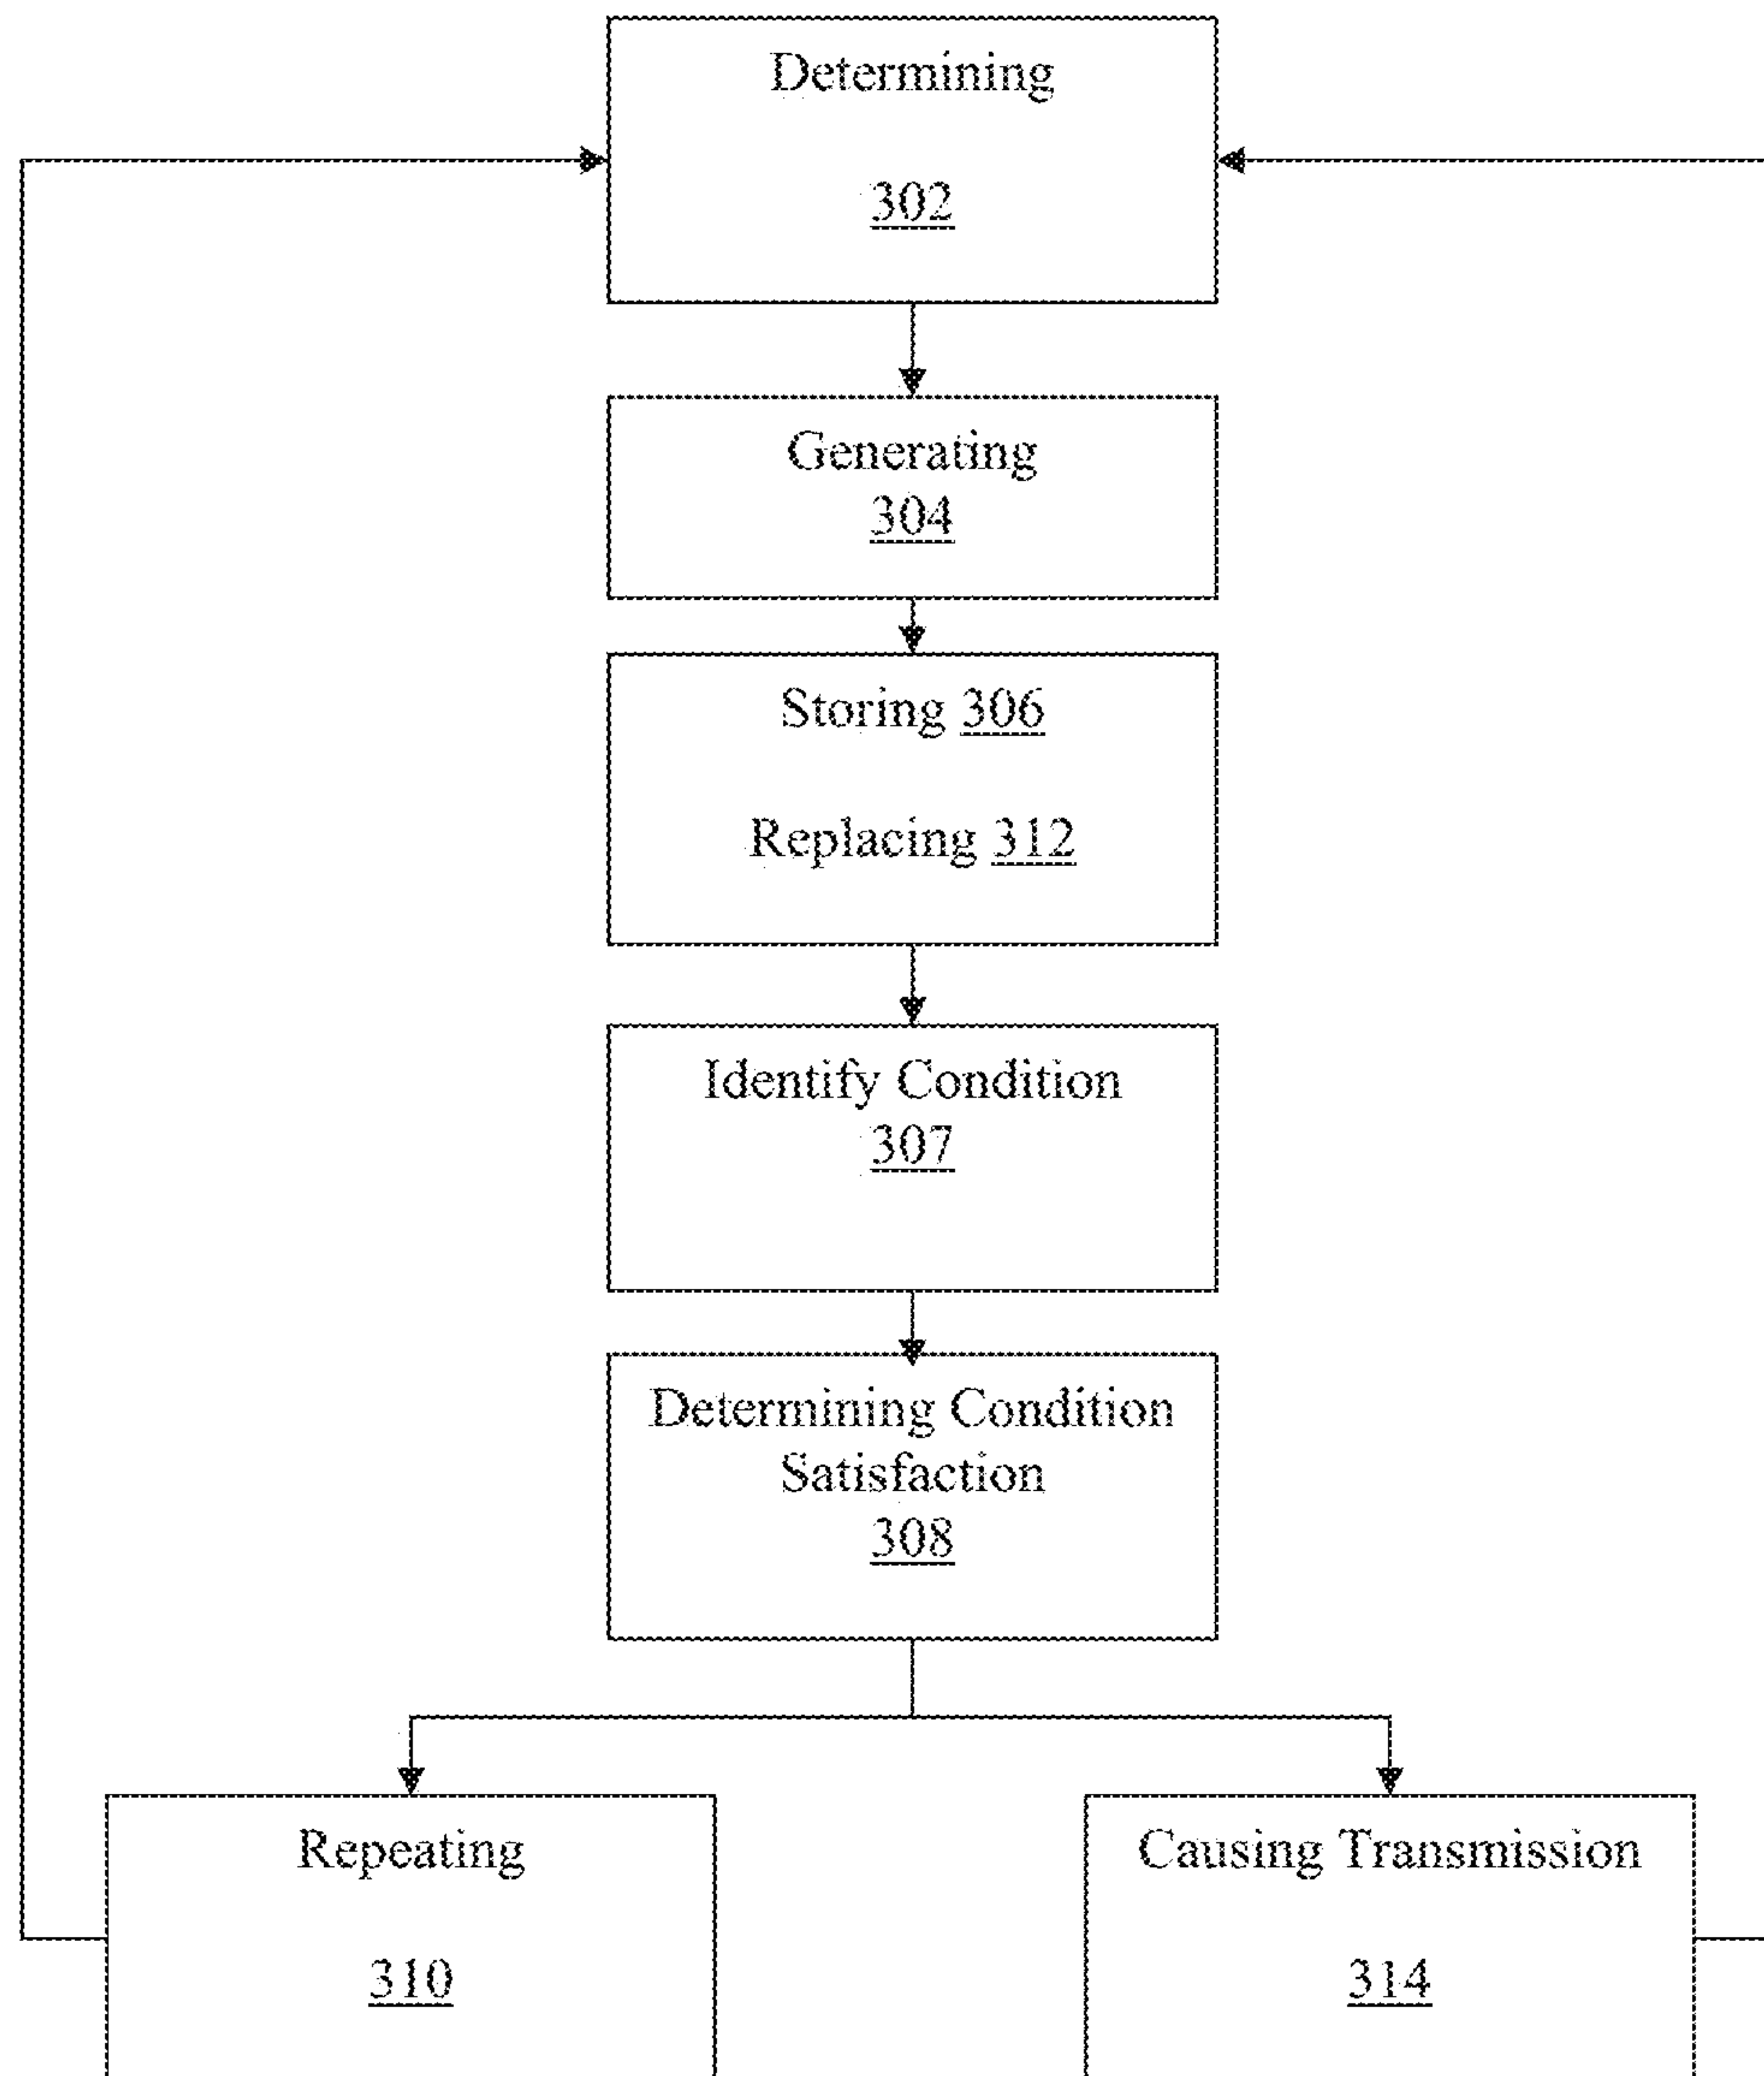 Determining
302
Generating
304
Storing 306
Replacing 312
Identify Condition
307
Determining Condition
Satisfaction
308
Repeating
310
Causing Transmission
314